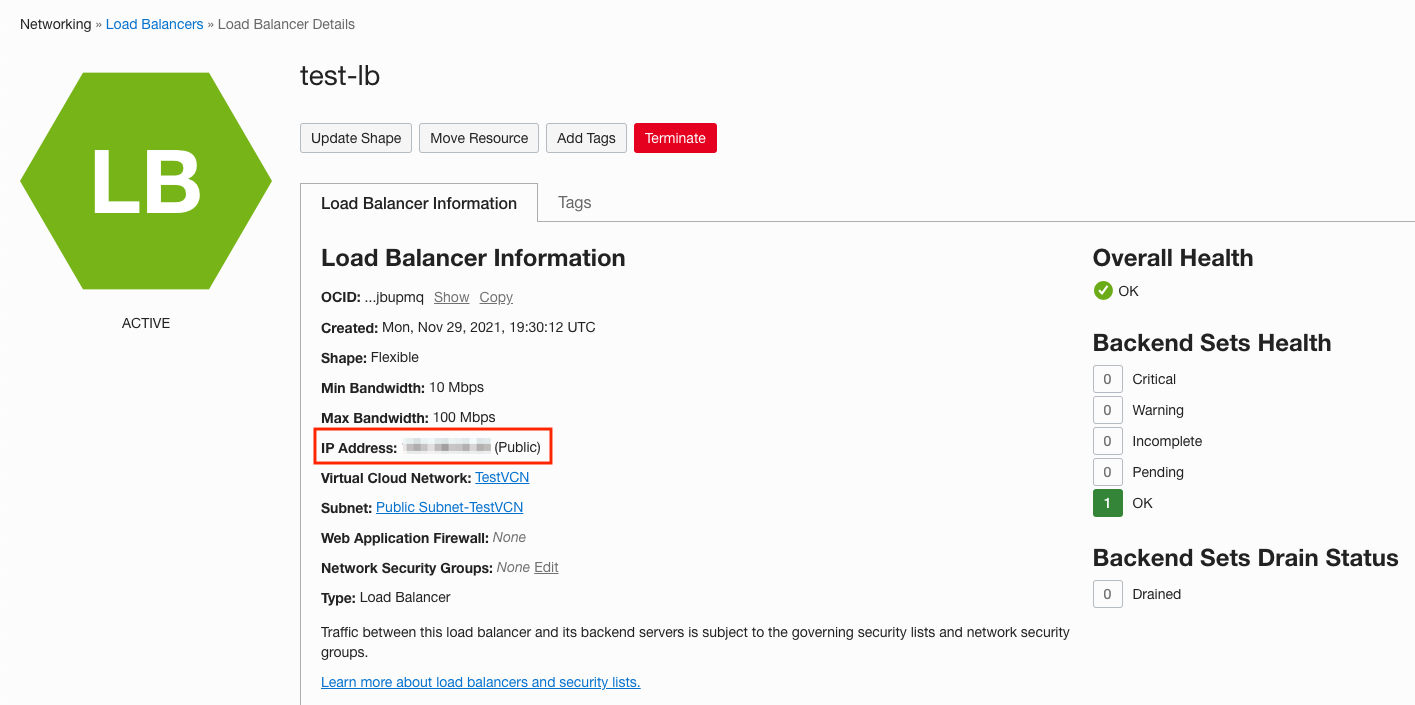 Networking » Load Balancers » Load Balancer Details
LB
ACTIVE
test-lb
Update Shape Move Resource Add Tags Terminate
Load Balancer Information Tags
Load Balancer Information
OCID: ...jbupmq Show Copy
Created: Mon, Nov 29, 2021, 19:30:12 UTC
Shape: Flexible
Min Bandwidth: 10 Mbps
Max Bandwidth: 100 Mbps
IP Address: (Public)
Virtual Cloud Network: TestVCN
Subnet: Public Subnet-TestVCN
Web Application Firewall: None
Network Security Groups: None Edit
Type: Load Balancer
Traffic between this load balancer and its backend servers is subject to the governing security lists and network security
groups.
Learn more about load balancers and security lists.
Overall Health
OK
Backend Sets Health
0 Critical
0 Warning
0 Incomplete
0 Pending
1 OK
Backend Sets Drain Status
0 Drained